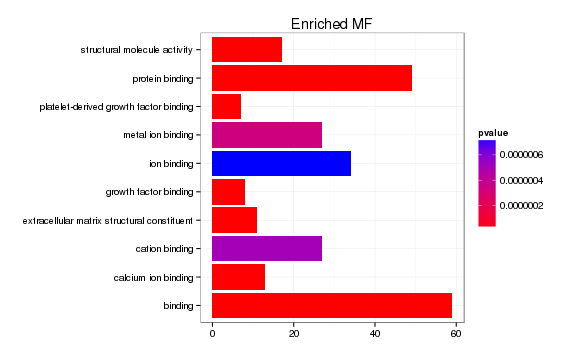 Enriched MF
structural molecule activity
protein binding
platelet-derived growth factor binding
metal ion binding
ion binding
growth factor binding
extracellular matrix structural constituent
cation binding
calcium ion binding
binding
0 20 40 60
pvalue
0.0000006
0.0000004
0.0000002